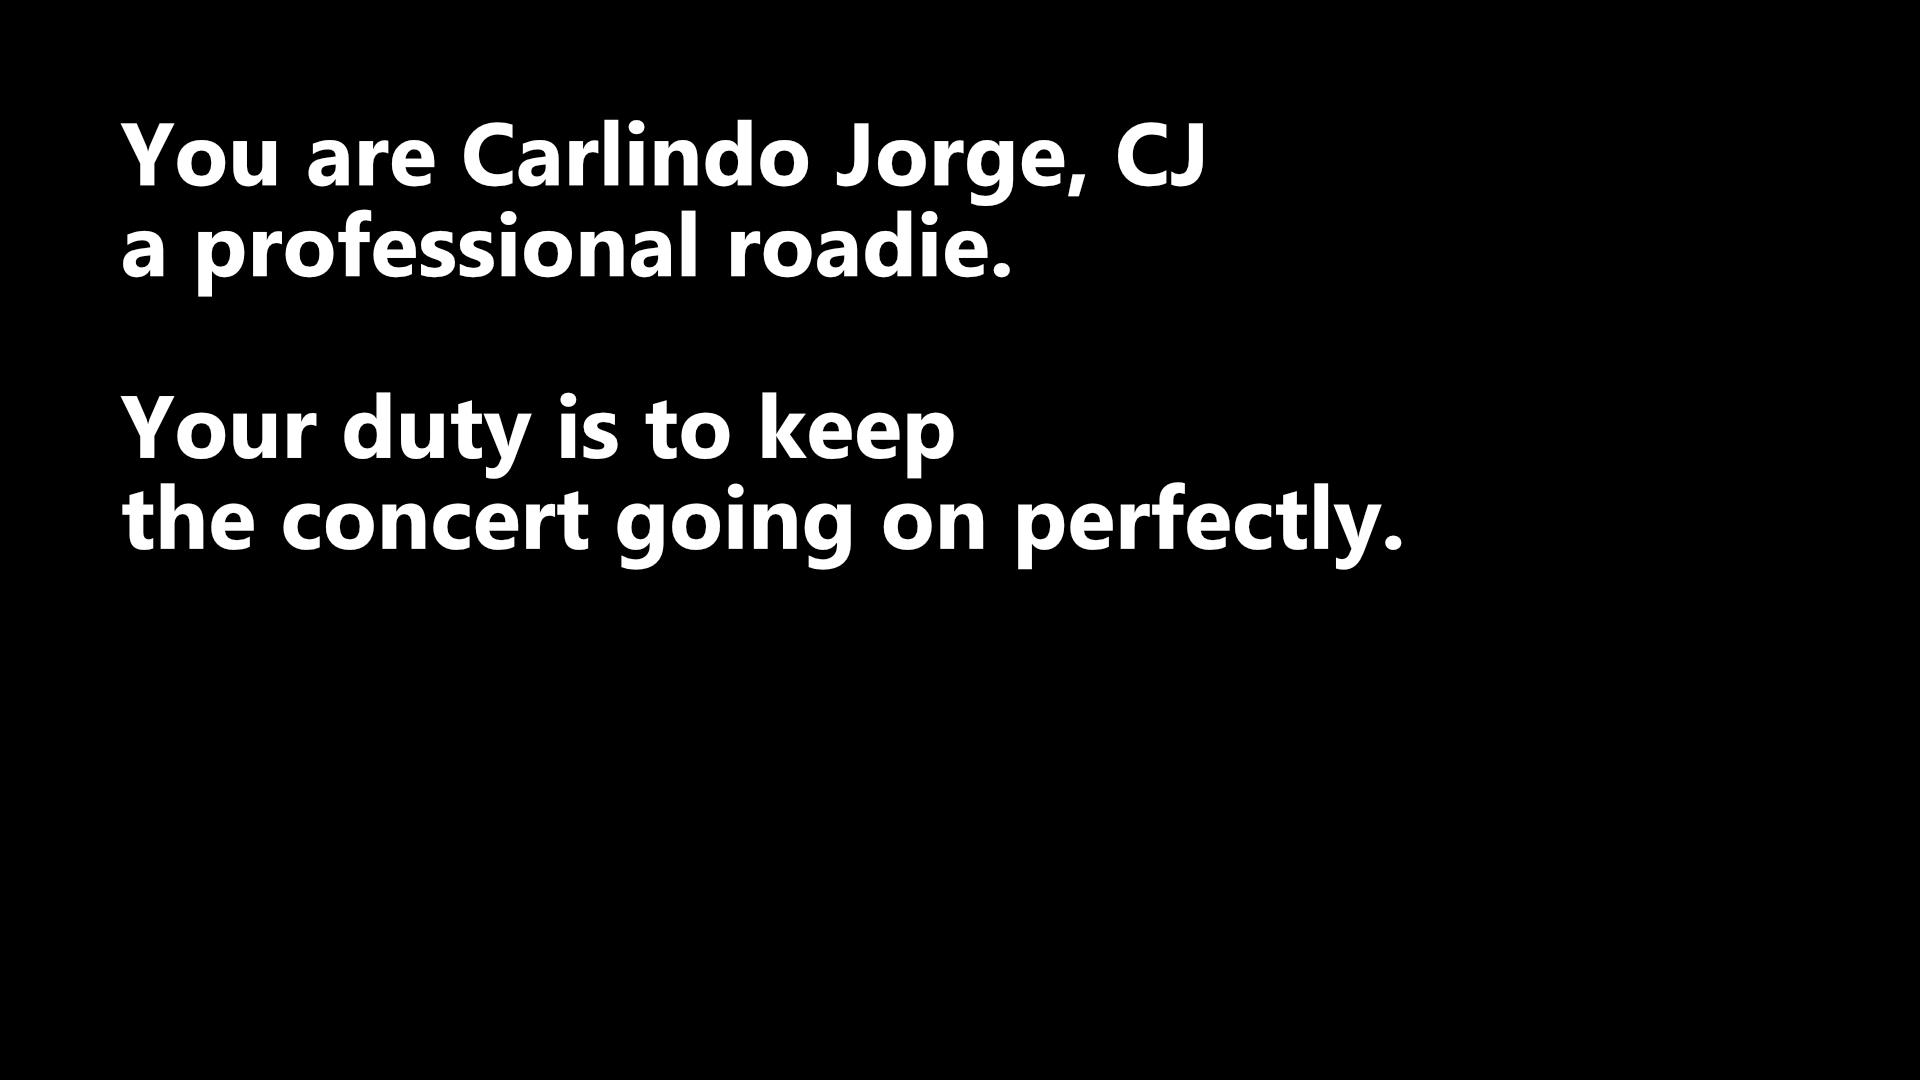 You are Carlindo Jorge, CJ
a professional roadie.
Your duty is to keep
the concert going on perfectly.